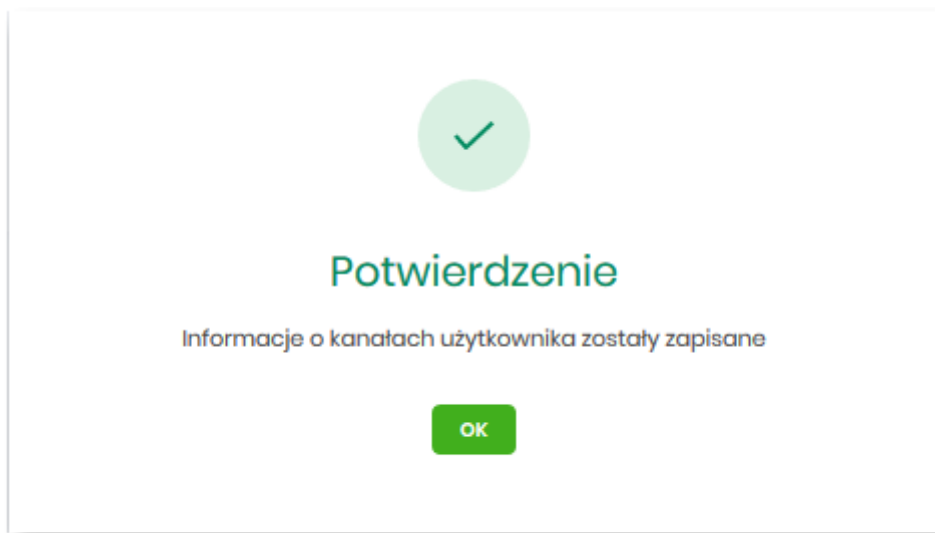 Potwierdzenie
Informacje o kanałach użytkownika zostały zapisane
OK